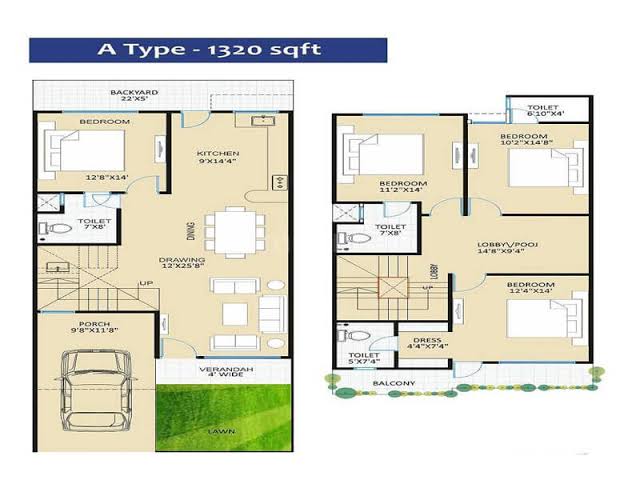 A Type - 1320 sqft
BACKYARD
22'X5'
BEDROOM
12'8"X14'
KITCHEN
9'X14'4"
TOILET
7'X8'
DINING
DRAWING
12'X25'8"
UP
PORCH
9'8"X11'8"
VERANDAH
4' WIDE
LAWN
TOILET
6'10"X4'
BEDROOM
10'2"X14'8"
BEDROOM
11'2"X14'
TOILET
7'X8'
LOBBY\/POOJ
14'8"X9'4"
LOBBY
UP
BEDROOM
12'4"X14'
DRESS
4'4"X7'4"
TOILET
5'X7'4"
BALCONY